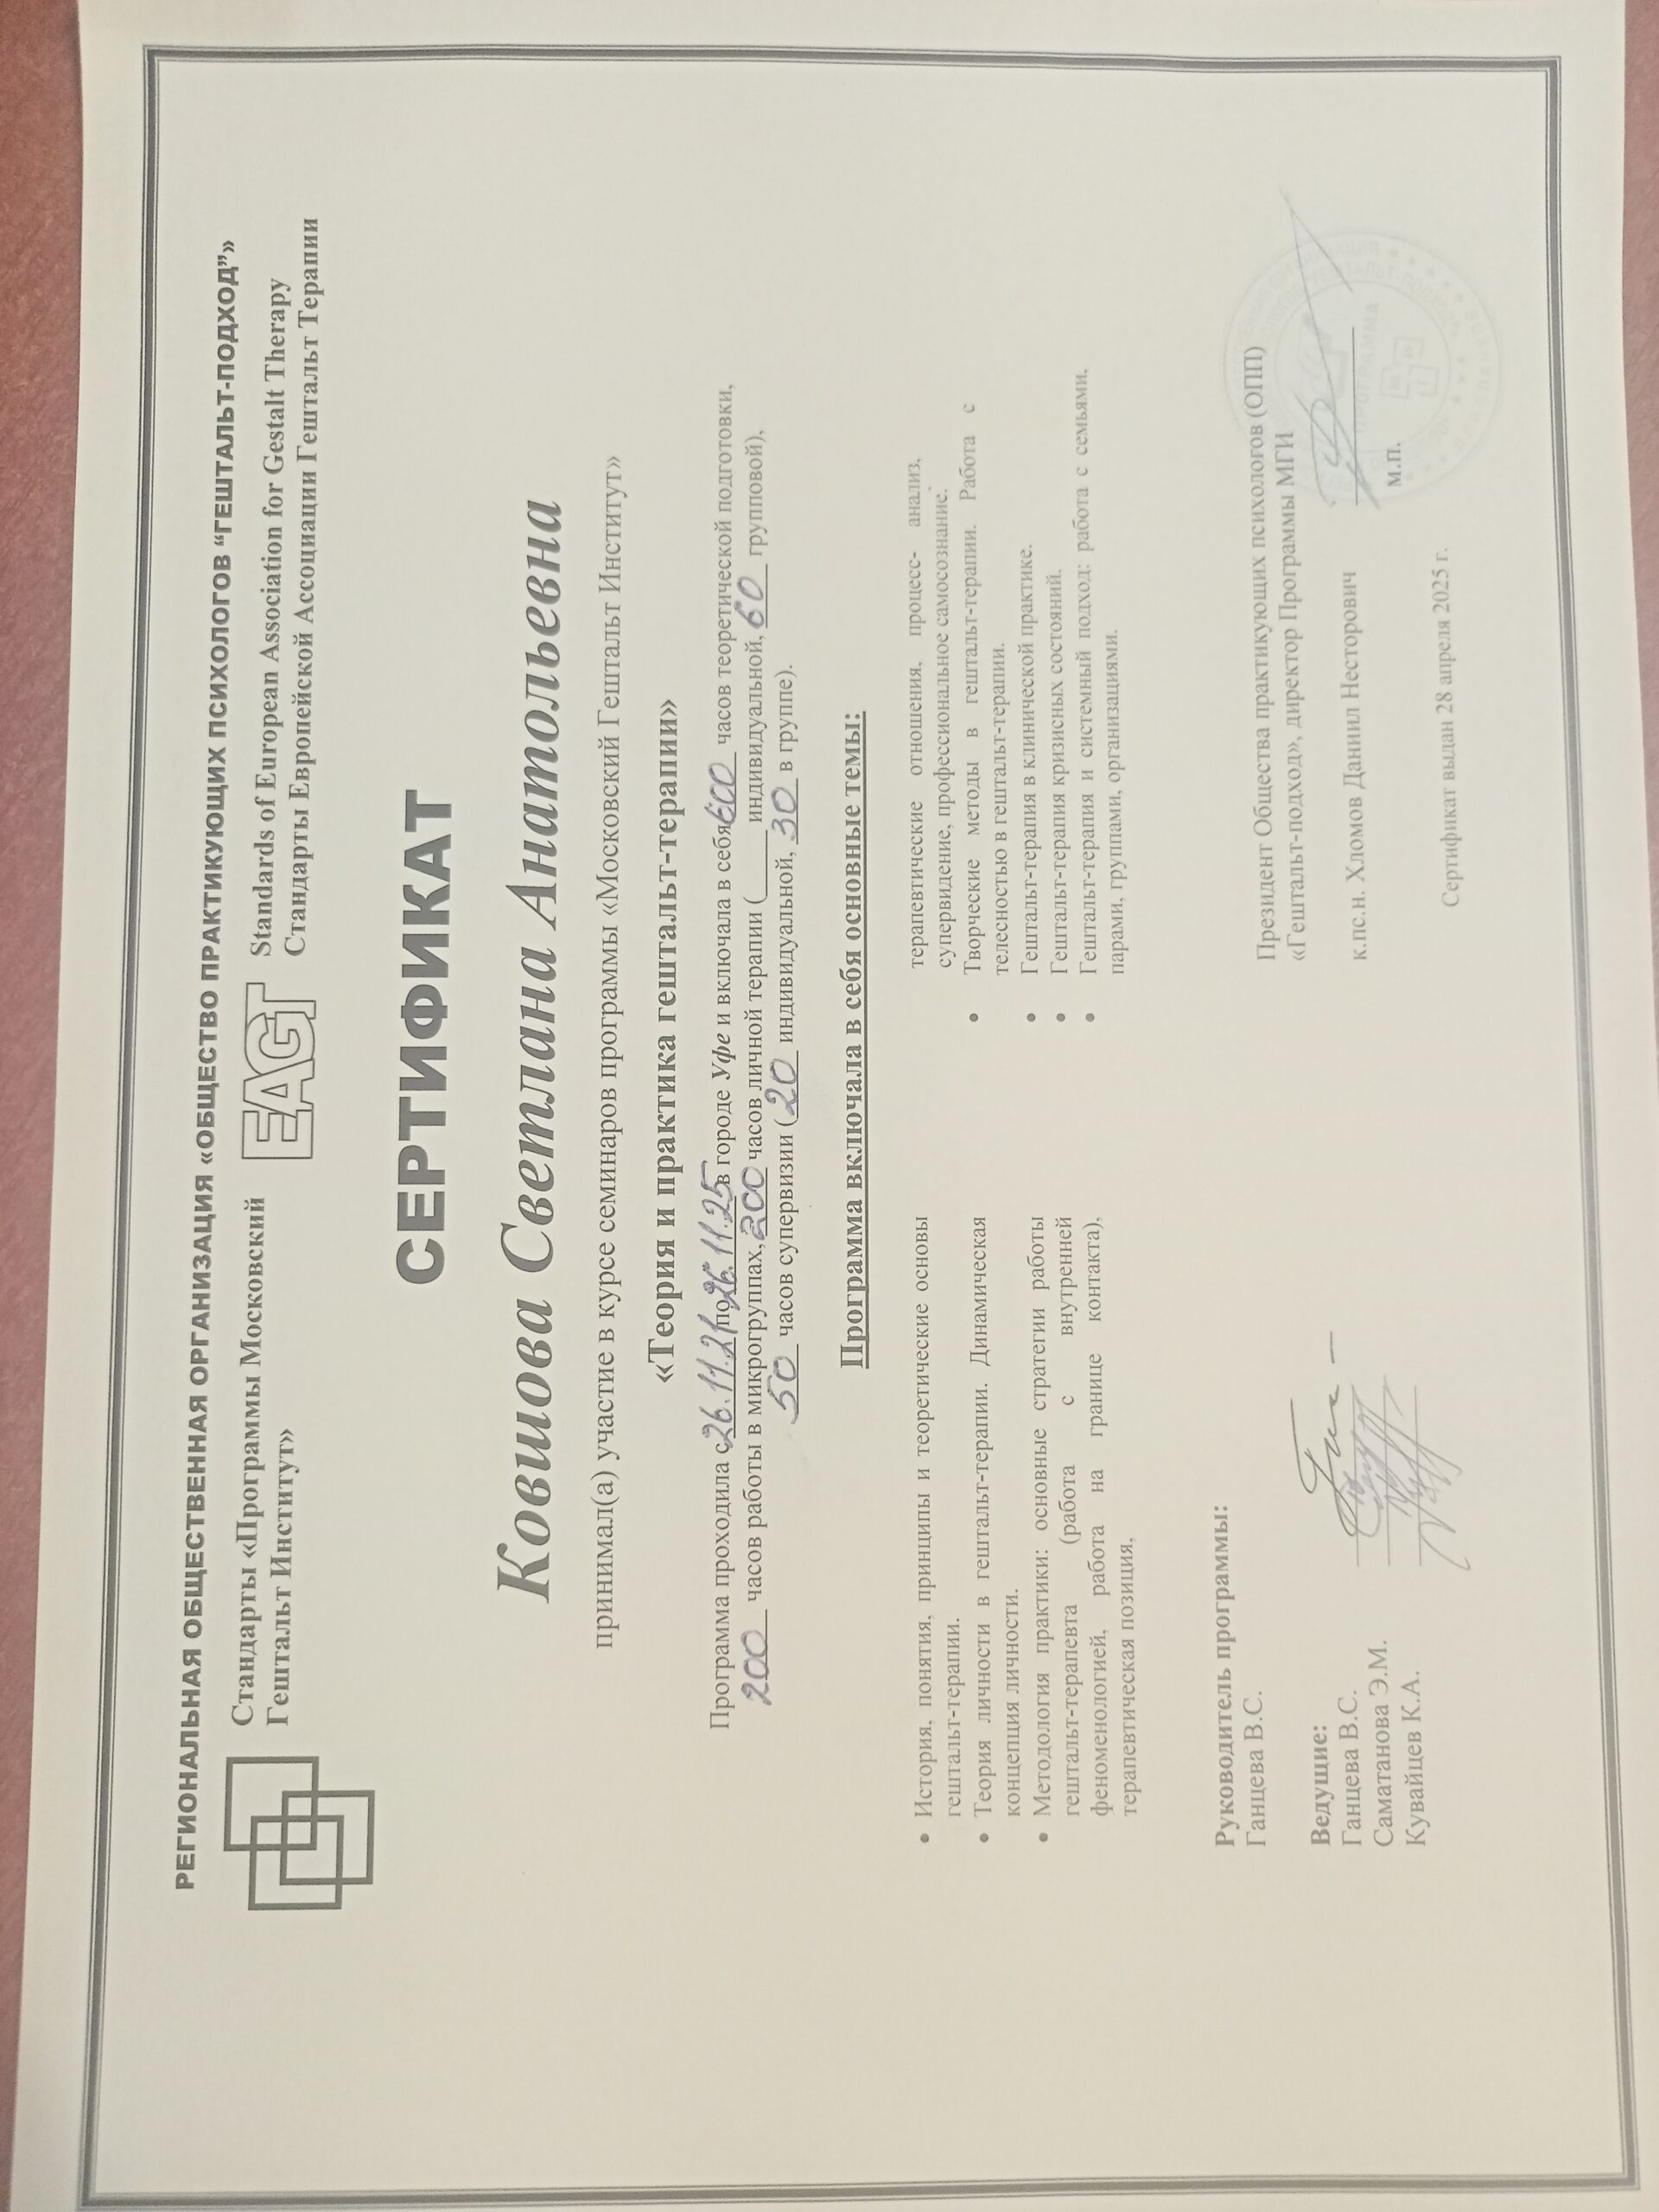 РЕГИОНАЛЬНАЯ ОБЩЕСТВЕННАЯ ОРГАНИЗАЦИЯ «ОБЩЕСТВО ПРАКТИКУЮЩИХ ПСИХОЛОГОВ “ГЕШТАЛЬТ-ПОДХОД”»
Стандарты «Программы Московский
Гештальт Институт»
EAGT
Standards of European Association for Gestalt Therapy
Стандарты Европейской Ассоциации Гештальт Терапии
СЕРТИФИКАТ
Ковшова Светлана Анатольевна
принимал(а) участие в курсе семинаров программы «Московский Гештальт Институт»
«Теория и практика гештальт-терапии»
Программа проходила с 26.11.21 по 26.11.25 в городе Уфе и включала в себя 600 часов теоретической подготовки,
200 часов работы в микрогруппах, 200 часов личной терапии (____ индивидуальной, 60 групповой),
50 часов супервизии (20 индивидуальной, 30 в группе).
Программа включала в себя основные темы:
• История, понятия, принципы и теоретические основы
гештальт-терапии.
• Теория личности в гештальт-терапии. Динамическая
концепция личности.
• Методология практики: основные стратегии работы
гештальт-терапевта (работа с внутренней
феноменологией, работа на границе контакта),
терапевтическая позиция,
терапевтические отношения, процесс- анализ,
супервидение, профессиональное самосознание.
• Творческие методы в гештальт-терапии. Работа с
телесностью в гештальт-терапии.
• Гештальт-терапия в клинической практике.
• Гештальт-терапия кризисных состояний.
• Гештальт-терапия и системный подход: работа с семьями,
парами, группами, организациями.
Руководитель программы:
Ганцева В.С.
Ведущие:
Ганцева В.С.
Саматанова Э.М.
Кувайцев К.А.
Президент Общества практикующих психологов (ОПП)
«Гештальт-подход», директор Программы МГИ
к.пс.н. Хломов Даниил Несторович
м.п.
Сертификат выдан 28 апреля 2025 г.